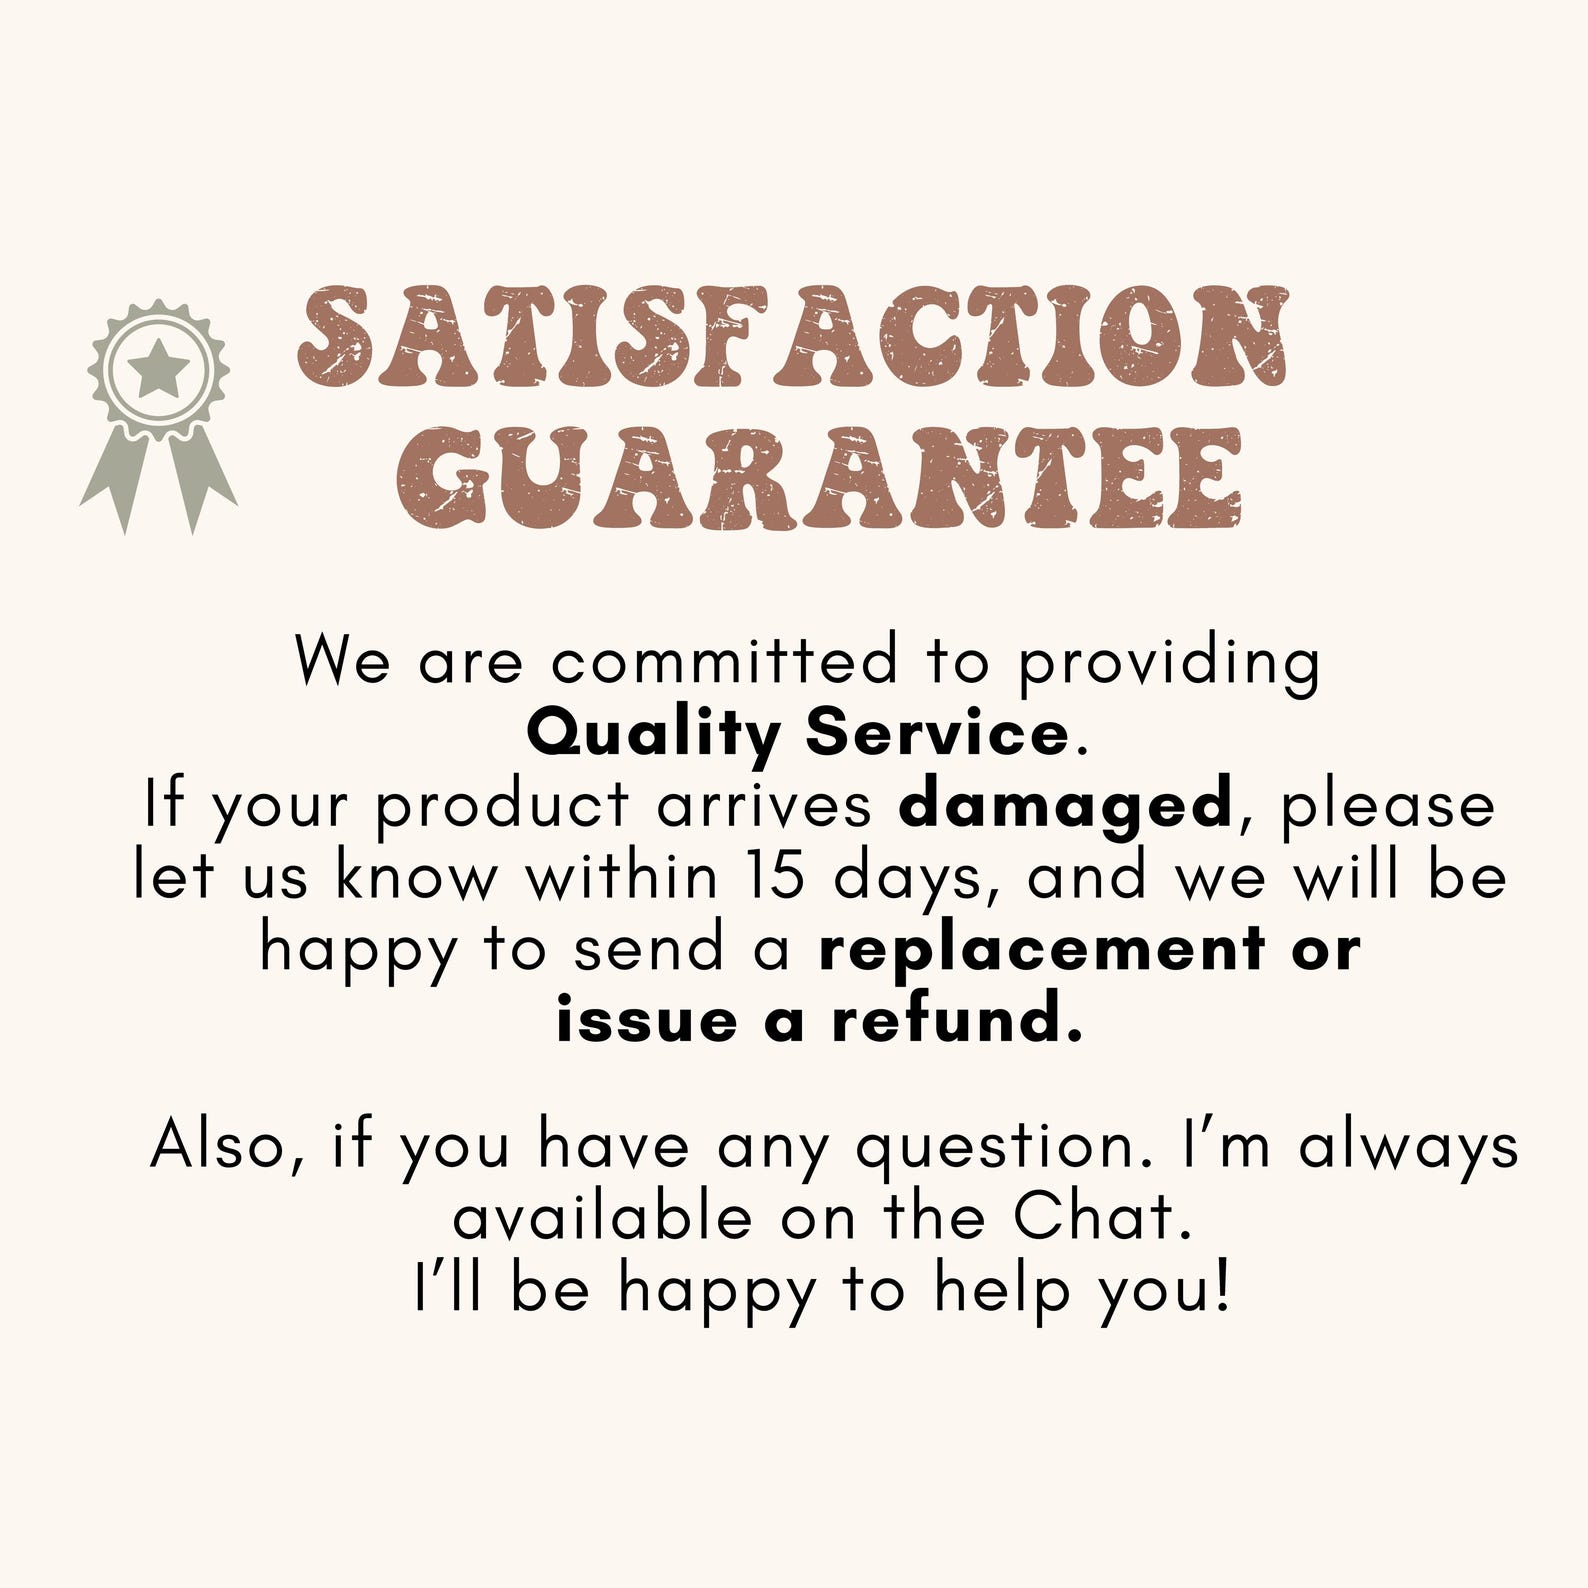 SATISFACTION
GUARANTEE
We are committed to providing
Quality Service.
If your product arrives damaged, please
let us know within 15 days, and we will be
happy to send a replacement or
issue a refund.
Also, if you have any question. I’m always
available on the Chat.
I’ll be happy to help you!